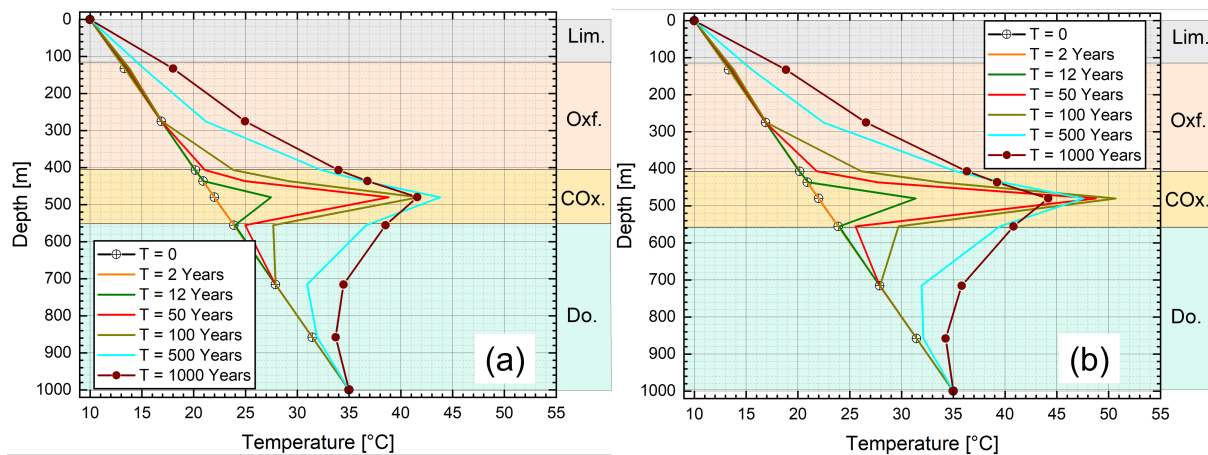 0
100
200
300
400
500
600
700
800
900
1000
Depth [m]
10 15 20 25 30 35 40 45 50 55
Temperature [°C]
Lim.
Oxf.
COx.
Do.
T = 0
T = 2 Years
T = 12 Years
T = 50 Years
T = 100 Years
T = 500 Years
T = 1000 Years
(a)
0
100
200
300
400
500
600
700
800
900
1000
Depth [m]
10 15 20 25 30 35 40 45 50 55
Temperature [°C]
T = 0
T = 2 Years
T = 12 Years
T = 50 Years
T = 100 Years
T = 500 Years
T = 1000 Years
Lim.
Oxf.
COx.
Do.
(b)